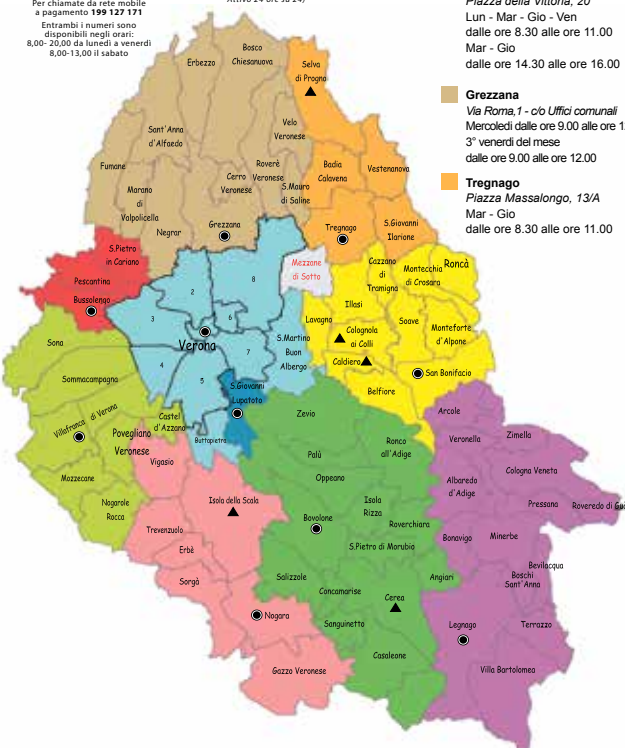 Per chiamate da rete mobile
a pagamento 199 127 171
Entrambi i numeri sono
disponibili negli orari:
8,00- 20,00 da lunedì a venerdì
8,00-13,00 il sabato
Piazza della Vittoria, 20
Lun - Mar - Gio - Ven
dalle ore 8.30 alle ore 11.00
Mar - Gio
dalle ore 14.30 alle ore 16.00
Grezzana
Via Roma,1 - c/o Uffici comunali
Mercoledì dalle ore 9.00 alle ore 12
3° venerdì del mese
dalle ore 9.00 alle ore 12.00
Tregnago
Piazza Massalongo, 13/A
Mar - Gio
dalle ore 8.30 alle ore 11.00
Erbezzo
Bosco
Chiesanuova
Selva
di Progno
Sant'Anna
d'Alfaedo
Velo
Veronese
Fumane
Roverè
Veronese
Cerro
Veronese
S.Mauro
di Saline
Badia
Calavena
Vestenanova
Marano
di
Valpolicella
Negrar
Grezzana
Tregnago
S.Giovanni
Ilarione
S.Pietro
in Cariano
Pescantina
Bussolengo
Mezzane
di Sotto
Cazzano
di
Tramigna
Montecchia
di Crosara
Roncà
8
2
3
6
Verona
7
4
5
Illasi
Lavagno
Colognola
ai Colli
Soave
Monteforte
d'Alpone
Caldiero
San Bonifacio
Belfiore
S.Martino
Buon
Albergo
S.Giovanni
Lupatoto
Sona
Sommacampagna
Villafranca di Verona
Castel
d'Azzano
Buttapietra
Povegliano
Veronese
Vigasio
Mozzecane
Nogarole
Rocca
Isola della Scala
Trevenzuolo
Erbè
Sorgà
Nogara
Gazzo Veronese
Zevio
Ronco
all'Adige
Palù
Oppeano
Isola
Rizza
Bovolone
Roverchiara
S.Pietro di Morubio
Salizzole
Angiari
Concamarise
Cerea
Sanguinetto
Casaleone
Arcole
Veronella
Zimella
Cologna Veneta
Albaredo
d'Adige
Pressana
Roveredo di Guà
Bonavigo
Minerbe
Bevilacqua
Boschi
Sant'Anna
Legnago
Terrazzo
Villa Bartolomea